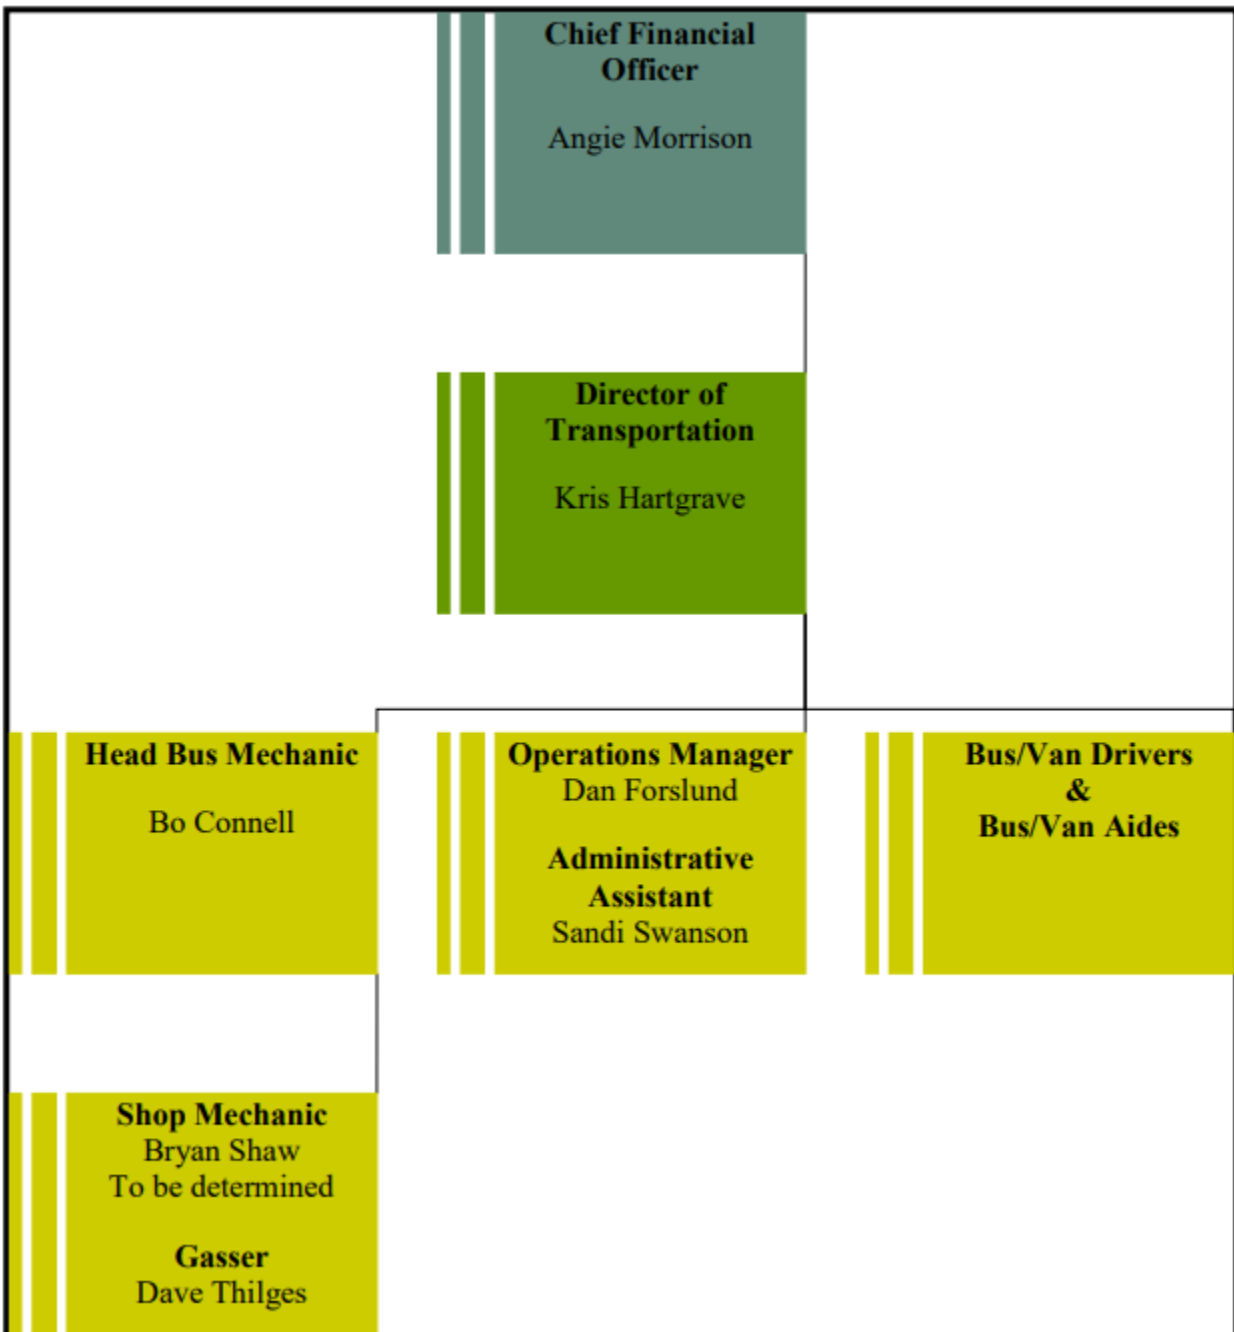 Chief Financial
Officer
Angie Morrison
Director of
Transportation
Kris Hartgrave
Head Bus Mechanic
Bo Connell
Operations Manager
Dan Forslund
Administrative
Assistant
Sandi Swanson
Bus/Van Drivers
&
Bus/Van Aides
Shop Mechanic
Bryan Shaw
To be determined
Gasser
Dave Thilges